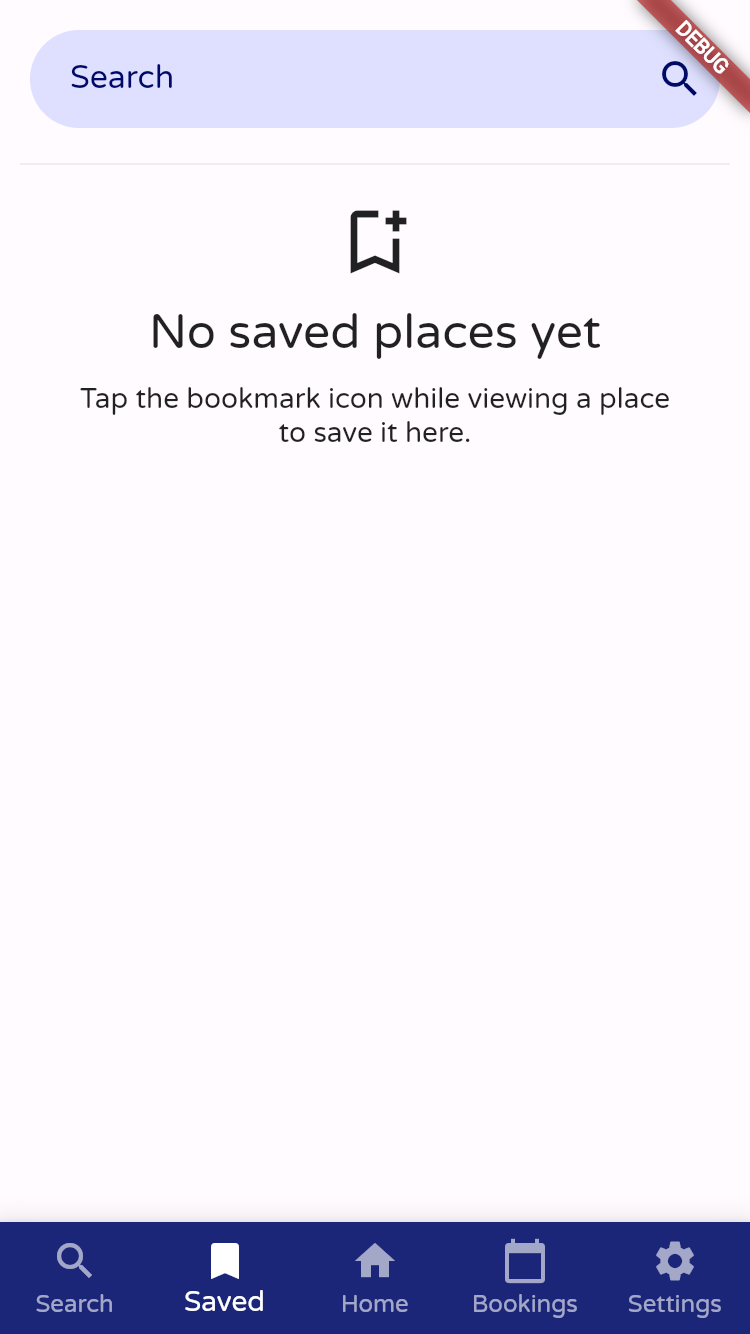 DEBUG
Search
No saved places yet
Tap the bookmark icon while viewing a place
to save it here.
Search
Saved
Home
Bookings
Settings